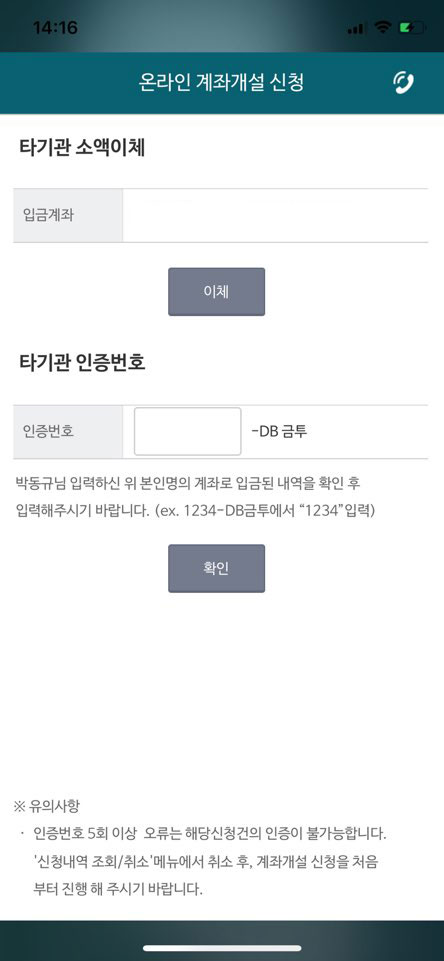 14:16
온라인 계좌개설 신청
타기관 소액이체
입금계좌
이체
타기관 인증번호
인증번호 -DB 금투
박동규님 입력하신 위 본인명의 계좌로 입금된 내역을 확인 후
입력해주시기 바랍니다. (ex. 1234-DB금투에서 “1234”입력)
확인
※ 유의사항
· 인증번호 5회 이상 오류는 해당신청건의 인증이 불가능합니다.
'신청내역 조회/취소'메뉴에서 취소 후, 계좌개설 신청을 처음
부터 진행 해 주시기 바랍니다.